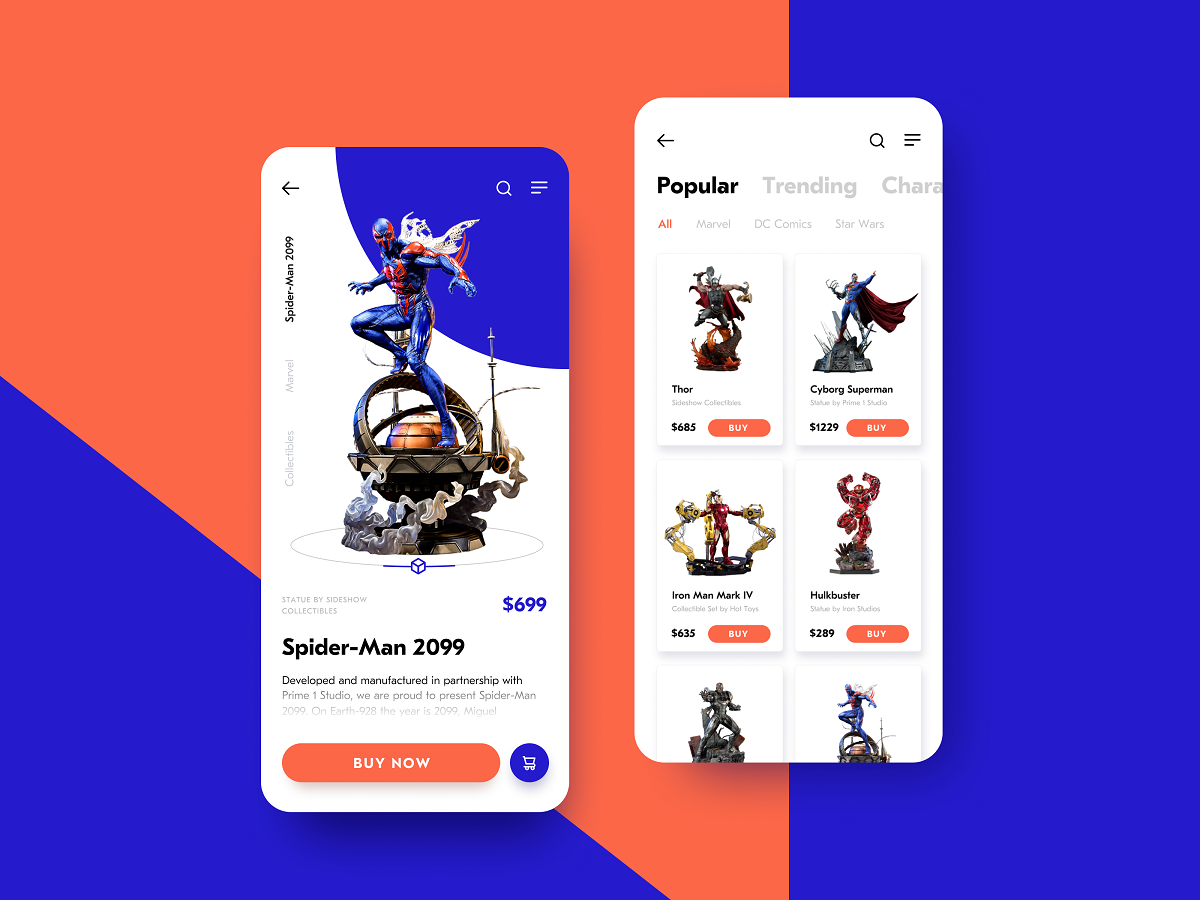 Spider-Man 2099
Marvel
Collectibles
STATUE BY SIDESHOW
COLLECTIBLES
$699
Spider-Man 2099
Developed and manufactured in partnership with
Prime 1 Studio, we are proud to present Spider-Man
2099. On Earth-928 the year is 2099, Miguel
BUY NOW
Popular Trending Chara
All Marvel DC Comics Star Wars
Thor
Sideshow Collectibles
$685 BUY
Cyborg Superman
Statue by Prime 1 Studio
$1229 BUY
Iron Man Mark IV
Collectible Set by Hot Toys
$635 BUY
Hulkbuster
Statue by Iron Studios
$289 BUY